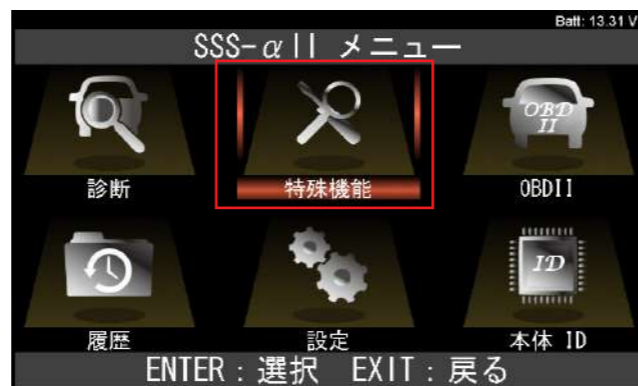 Batt: 13.31 V
SSS-αII メニュー
OBD
II
診断
特殊機能
OBDII
ID
履歴
設定
本体 ID
ENTER：選択 EXIT：戻る